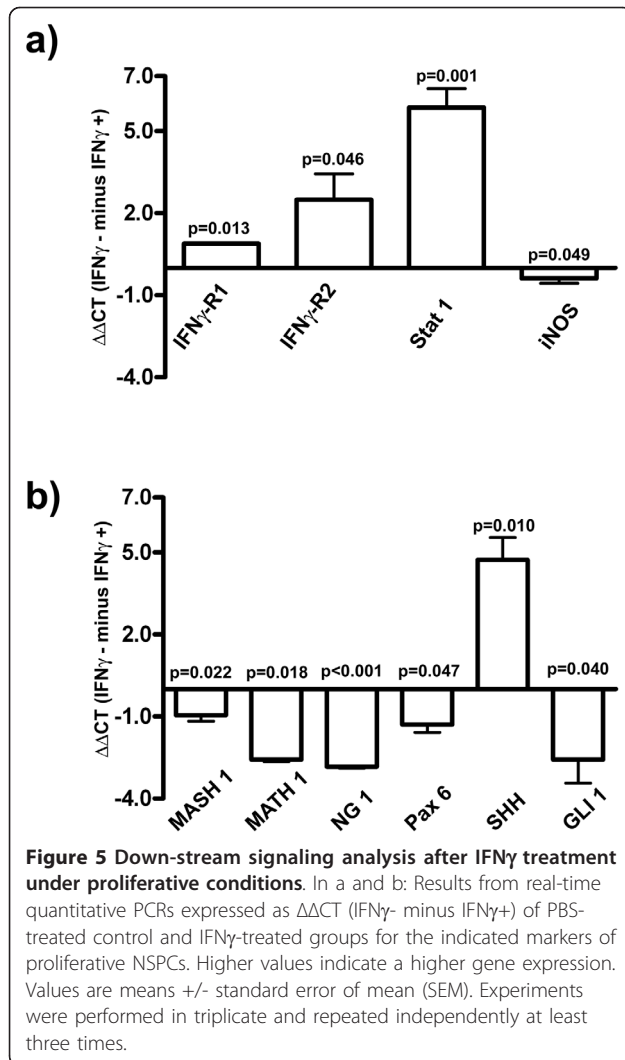 a)
ΔΔCT (IFNγ - minus IFNγ +)
7.0
5.0
2.0
-1.0
-4.0
p=0.013
p=0.046
p=0.001
p=0.049
IFNγ-R1
IFNγ-R2
Stat 1
iNOS
b)
ΔΔCT (IFNγ - minus IFNγ +)
7.0
5.0
2.0
-1.0
-4.0
p=0.022
p=0.018
p<0.001
p=0.047
p=0.010
p=0.040
MASH 1
MATH 1
NG 1
Pax 6
SHH
GLI 1
Figure 5 Down-stream signaling analysis after IFNγ treatment
under proliferative conditions. In a and b: Results from real-time
quantitative PCRs expressed as ΔΔCT (IFNγ- minus IFNγ+) of PBS-
treated control and IFNγ-treated groups for the indicated markers of
proliferative NSPCs. Higher values indicate a higher gene expression.
Values are means +/- standard error of mean (SEM). Experiments
were performed in triplicate and repeated independently at least
three times.